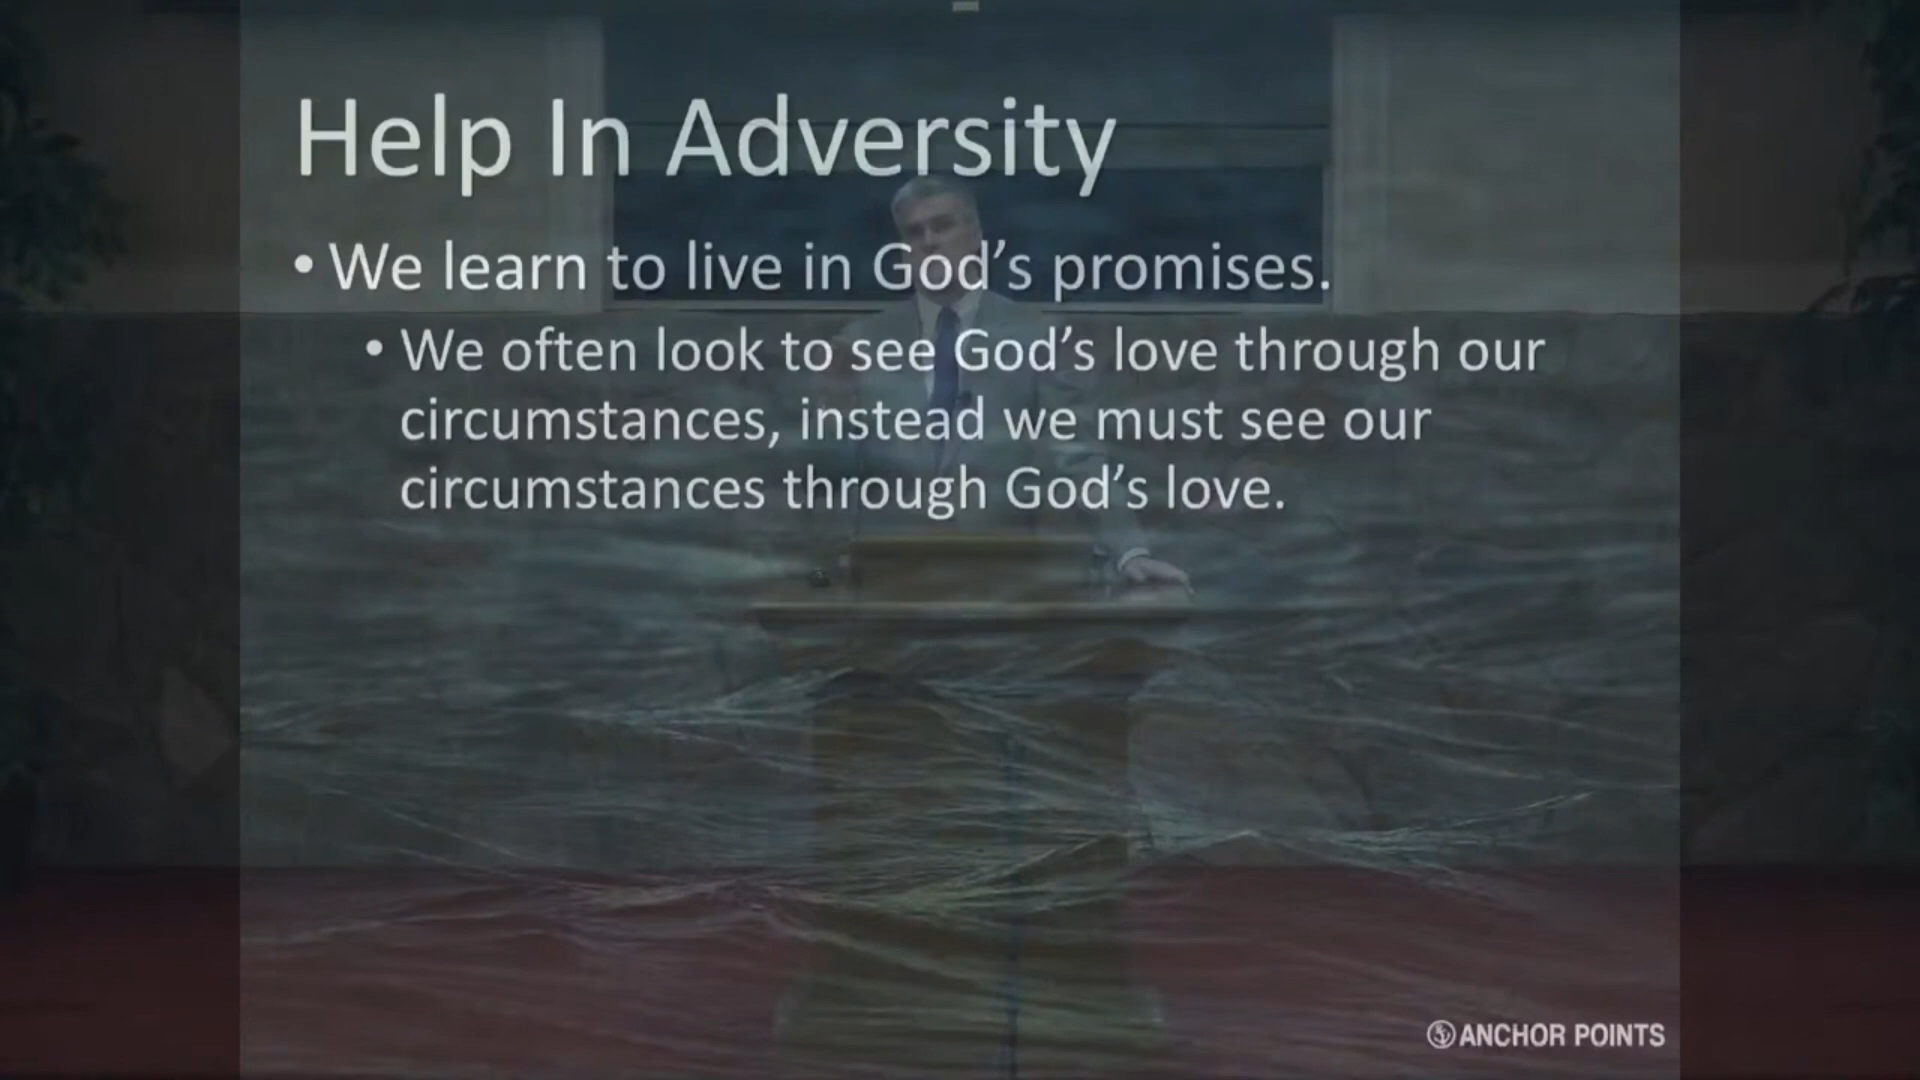 Help In Adversity
• We learn to live in God’s promises.
• We often look to see God’s love through our
circumstances, instead we must see our
circumstances through God’s love.
ANCHOR POINTS